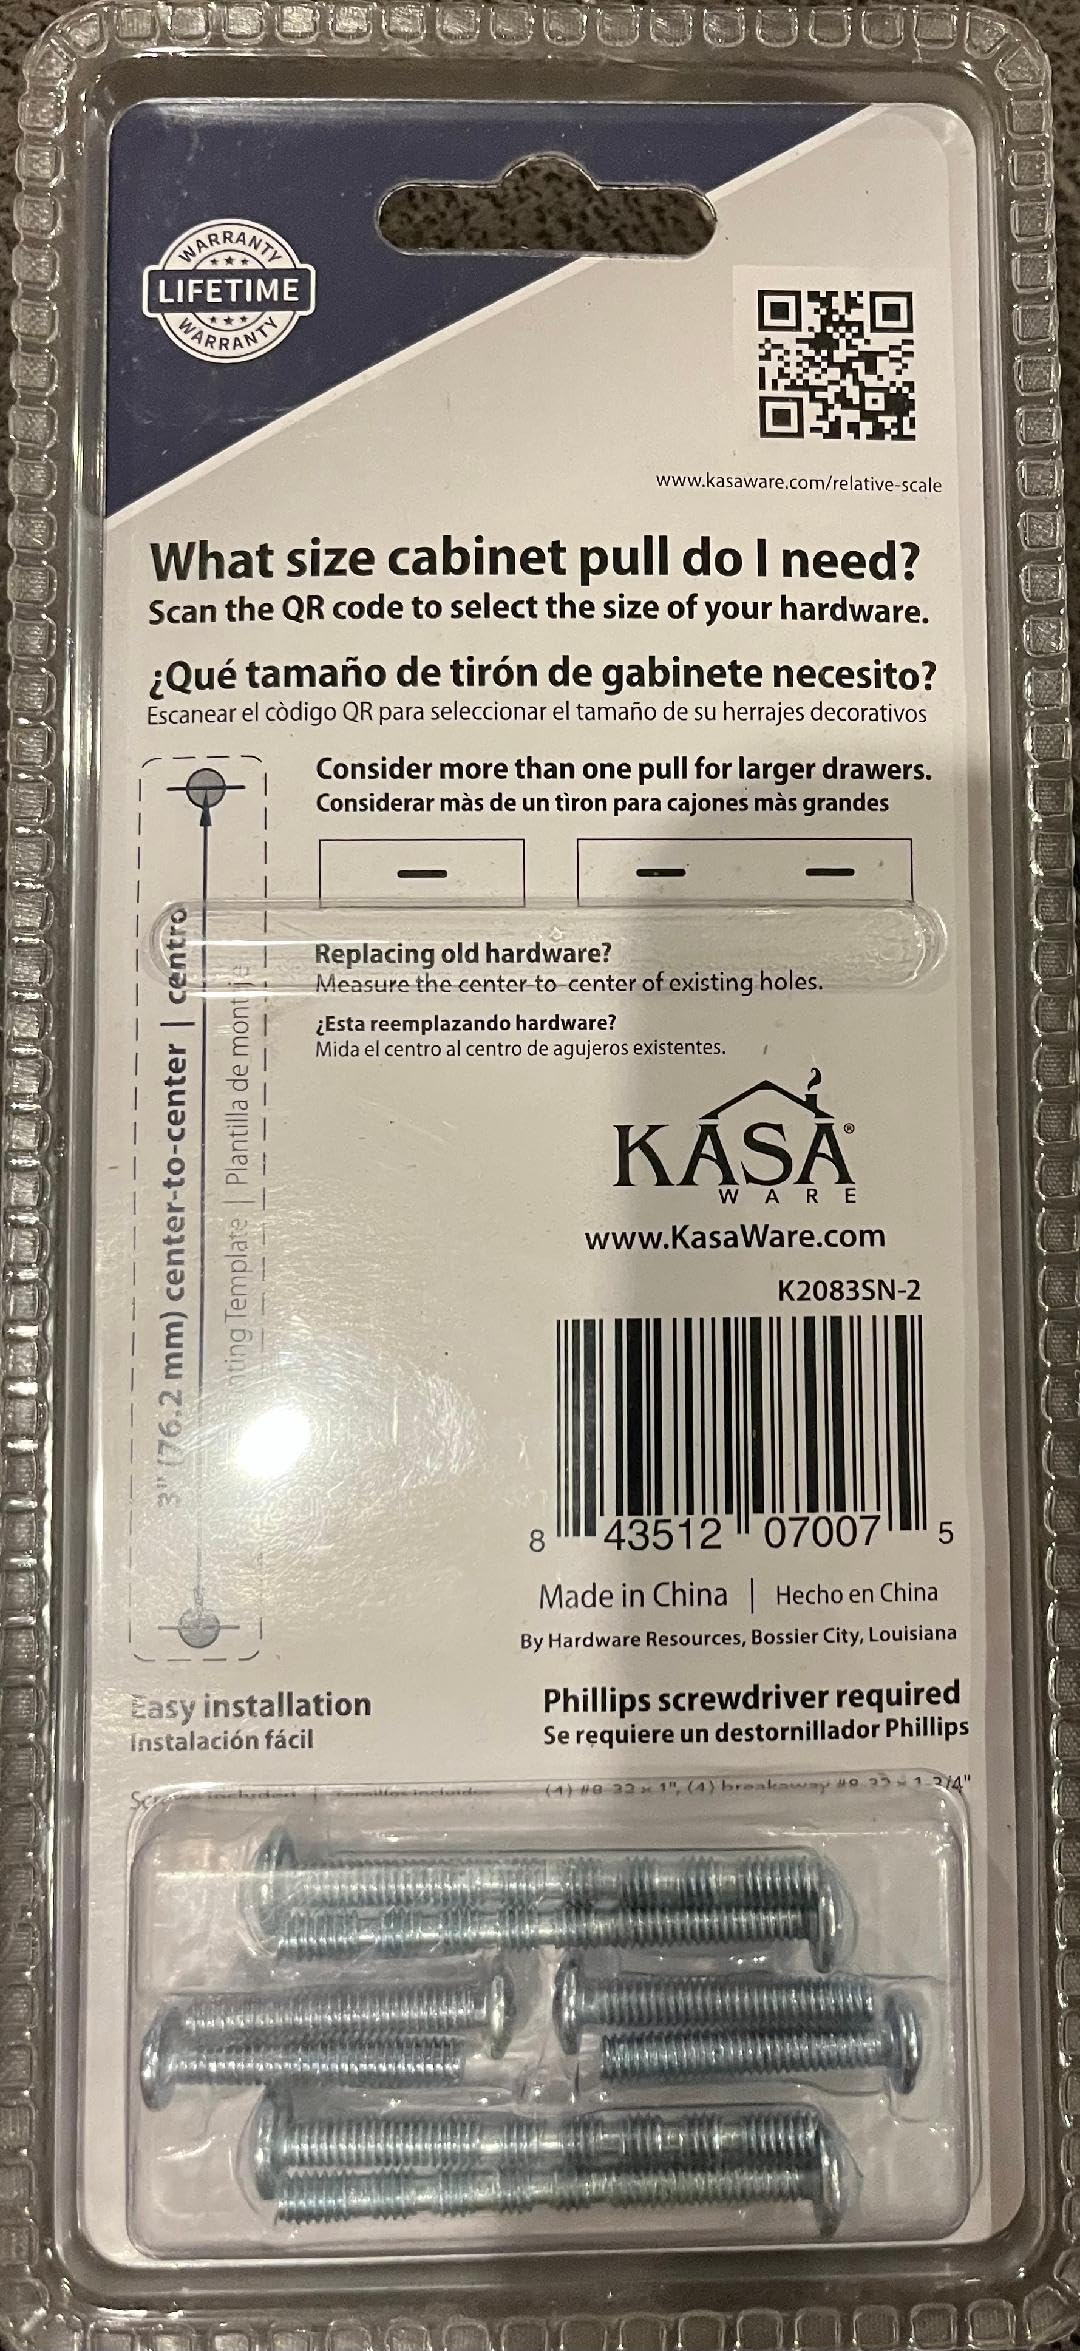 WARRANTY
LIFETIME
WARRANTY
www.kasaware.com/relative-scale
What size cabinet pull do I need?
Scan the QR code to select the size of your hardware.
¿Qué tamaño de tirón de gabinete necesito?
Escanear el còdigo QR para seleccionar el tamaño de su herrajes decorativos
Consider more than one pull for larger drawers.
Considerar màs de un tìron para cajones màs grandes
3" (76.2 mm) center-to-center | centro
Template | Plantilla de
Replacing old hardware?
Measure the center-to-center of existing holes.
¿Esta reemplazando hardware?
Mida el centro al centro de agujeros existentes.
KASA®
WARE
www.KasaWare.com
K2083SN-2
8 43512 07007 5
Made in China | Hecho en China
By Hardware Resources, Bossier City, Louisiana
Easy installation
Instalación fácil
Phillips screwdriver required
Se requiere un destornillador Phillips
(4) 1", (4) breakaway